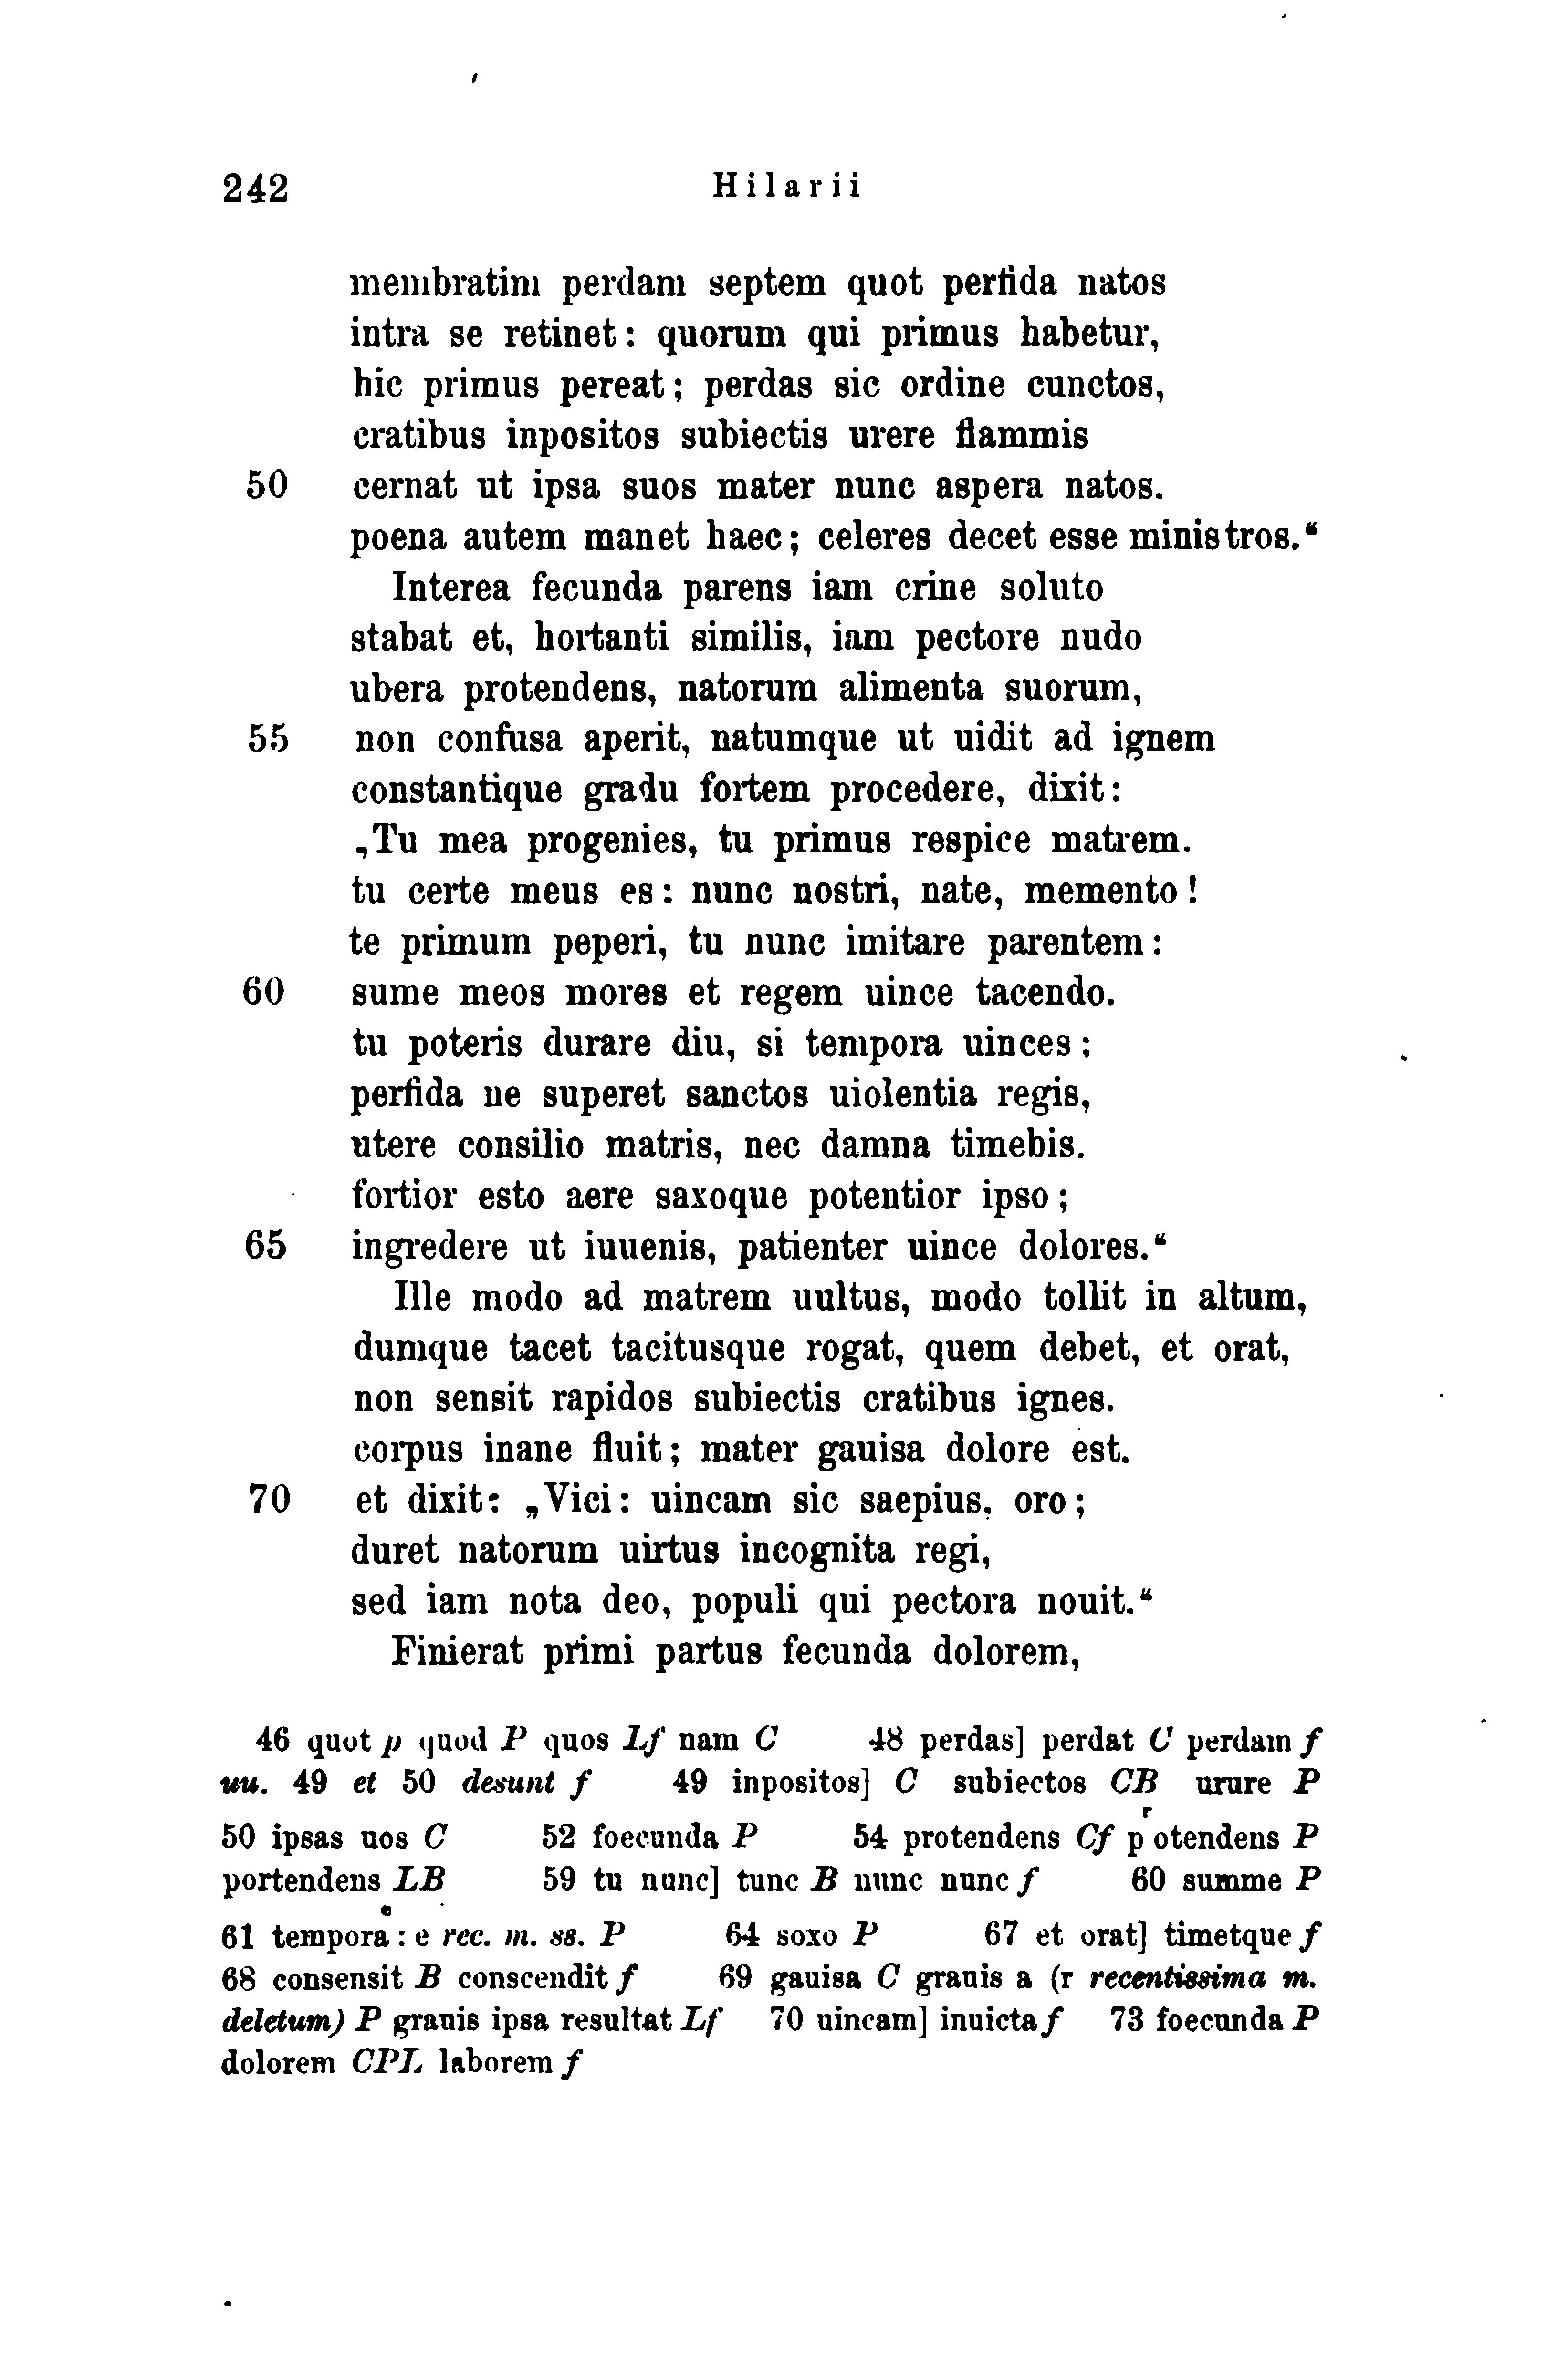 242 Hilarii
membratim perdam septem quot perfida natos
intra se retinet: quorum qui primus habetur,
hic primus pereat; perdas sic ordine cunctos,
cratibus inpositos subiectis urere flammis
50 cernat ut ipsa suos mater nunc aspera natos.
poena autem manet haec; celeres decet esse ministros.“
Interea fecunda parens iam crine soluto
stabat et, hortanti similis, iam pectore nudo
ubera protendens, natorum alimenta suorum,
55 non confusa aperit, natumque ut uidit ad ignem
constantique gradu fortem procedere, dixit:
„Tu mea progenies, tu primus respice matrem.
tu certe meus es: nunc nostri, nate, memento!
te primum peperi, tu nunc imitare parentem:
60 sume meos mores et regem uince tacendo.
tu poteris durare diu, si tempora uinces;
perfida ne superet sanctos uiolentia regis,
utere consilio matris, nec damna timebis.
fortior esto aere saxoque potentior ipso;
65 ingredere ut iuuenis, patienter uince dolores.“
Ille modo ad matrem uultus, modo tollit in altum,
dumque tacet tacitusque rogat, quem debet, et orat,
non sensit rapidos subiectis cratibus ignes.
corpus inane fluit; mater gauisa dolore est.
70 et dixit: „Vici: uincam sic saepius, oro;
duret natorum uirtus incognita regi,
sed iam nota deo, populi qui pectora nouit.“
Finierat primi partus fecunda dolorem,
46 quot p quod P quos Lf nam C 48 perdas] perdat C perdam f
uu. 49 et 50 desunt f 49 inpositos] C subiectos CB urure P
50 ipsas uos C 52 foecunda P 54 protendens Cf p^r otendens P
portendens LB 59 tu nunc] tunc B nunc nunc f 60 summe P
61 tempora^e: e rec. m. ss. P 64 soxo P 67 et orat] timetque f
68 consensit B conscendit f 69 gauisa C grauis a (r recentissima m.
deletum) P grauis ipsa resultat Lf 70 uincam] inuicta f 73 foecunda P
dolorem CPL laborem f